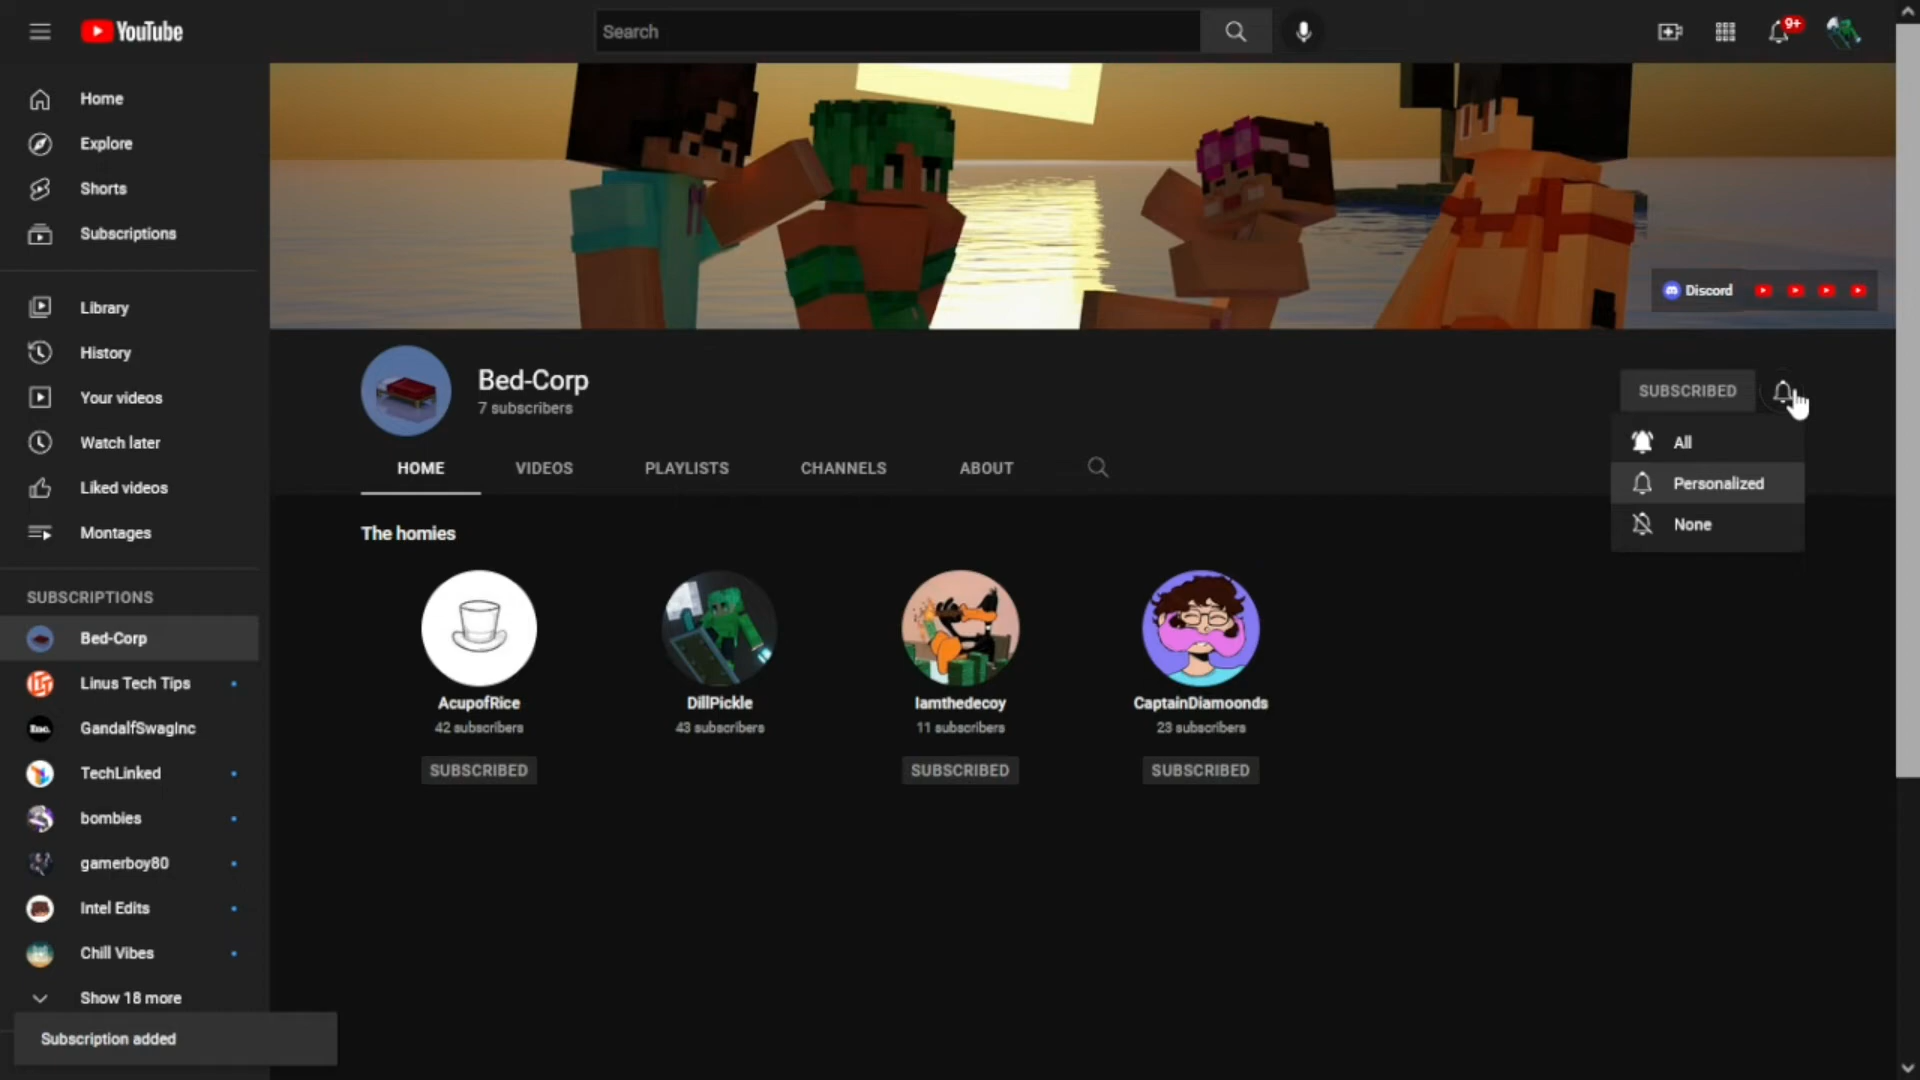 YouTube
Search
9+
Home
Explore
Shorts
Subscriptions
Library
History
Your videos
Watch later
Liked videos
Montages
SUBSCRIPTIONS
Bed-Corp
Linus Tech Tips
Inc.
GandalfSwagInc
TechLinked
bombies
gamerboy80
Intel Edits
Chill Vibes
Show 18 more
Subscription added
Discord
Bed-Corp
7 subscribers
SUBSCRIBED
All
Personalized
None
HOME VIDEOS PLAYLISTS CHANNELS ABOUT
The homies
AcupofRice DillPickle Iamthedecoy CaptainDiamoonds
42 subscribers 43 subscribers 11 subscribers 23 subscribers
SUBSCRIBED SUBSCRIBED SUBSCRIBED